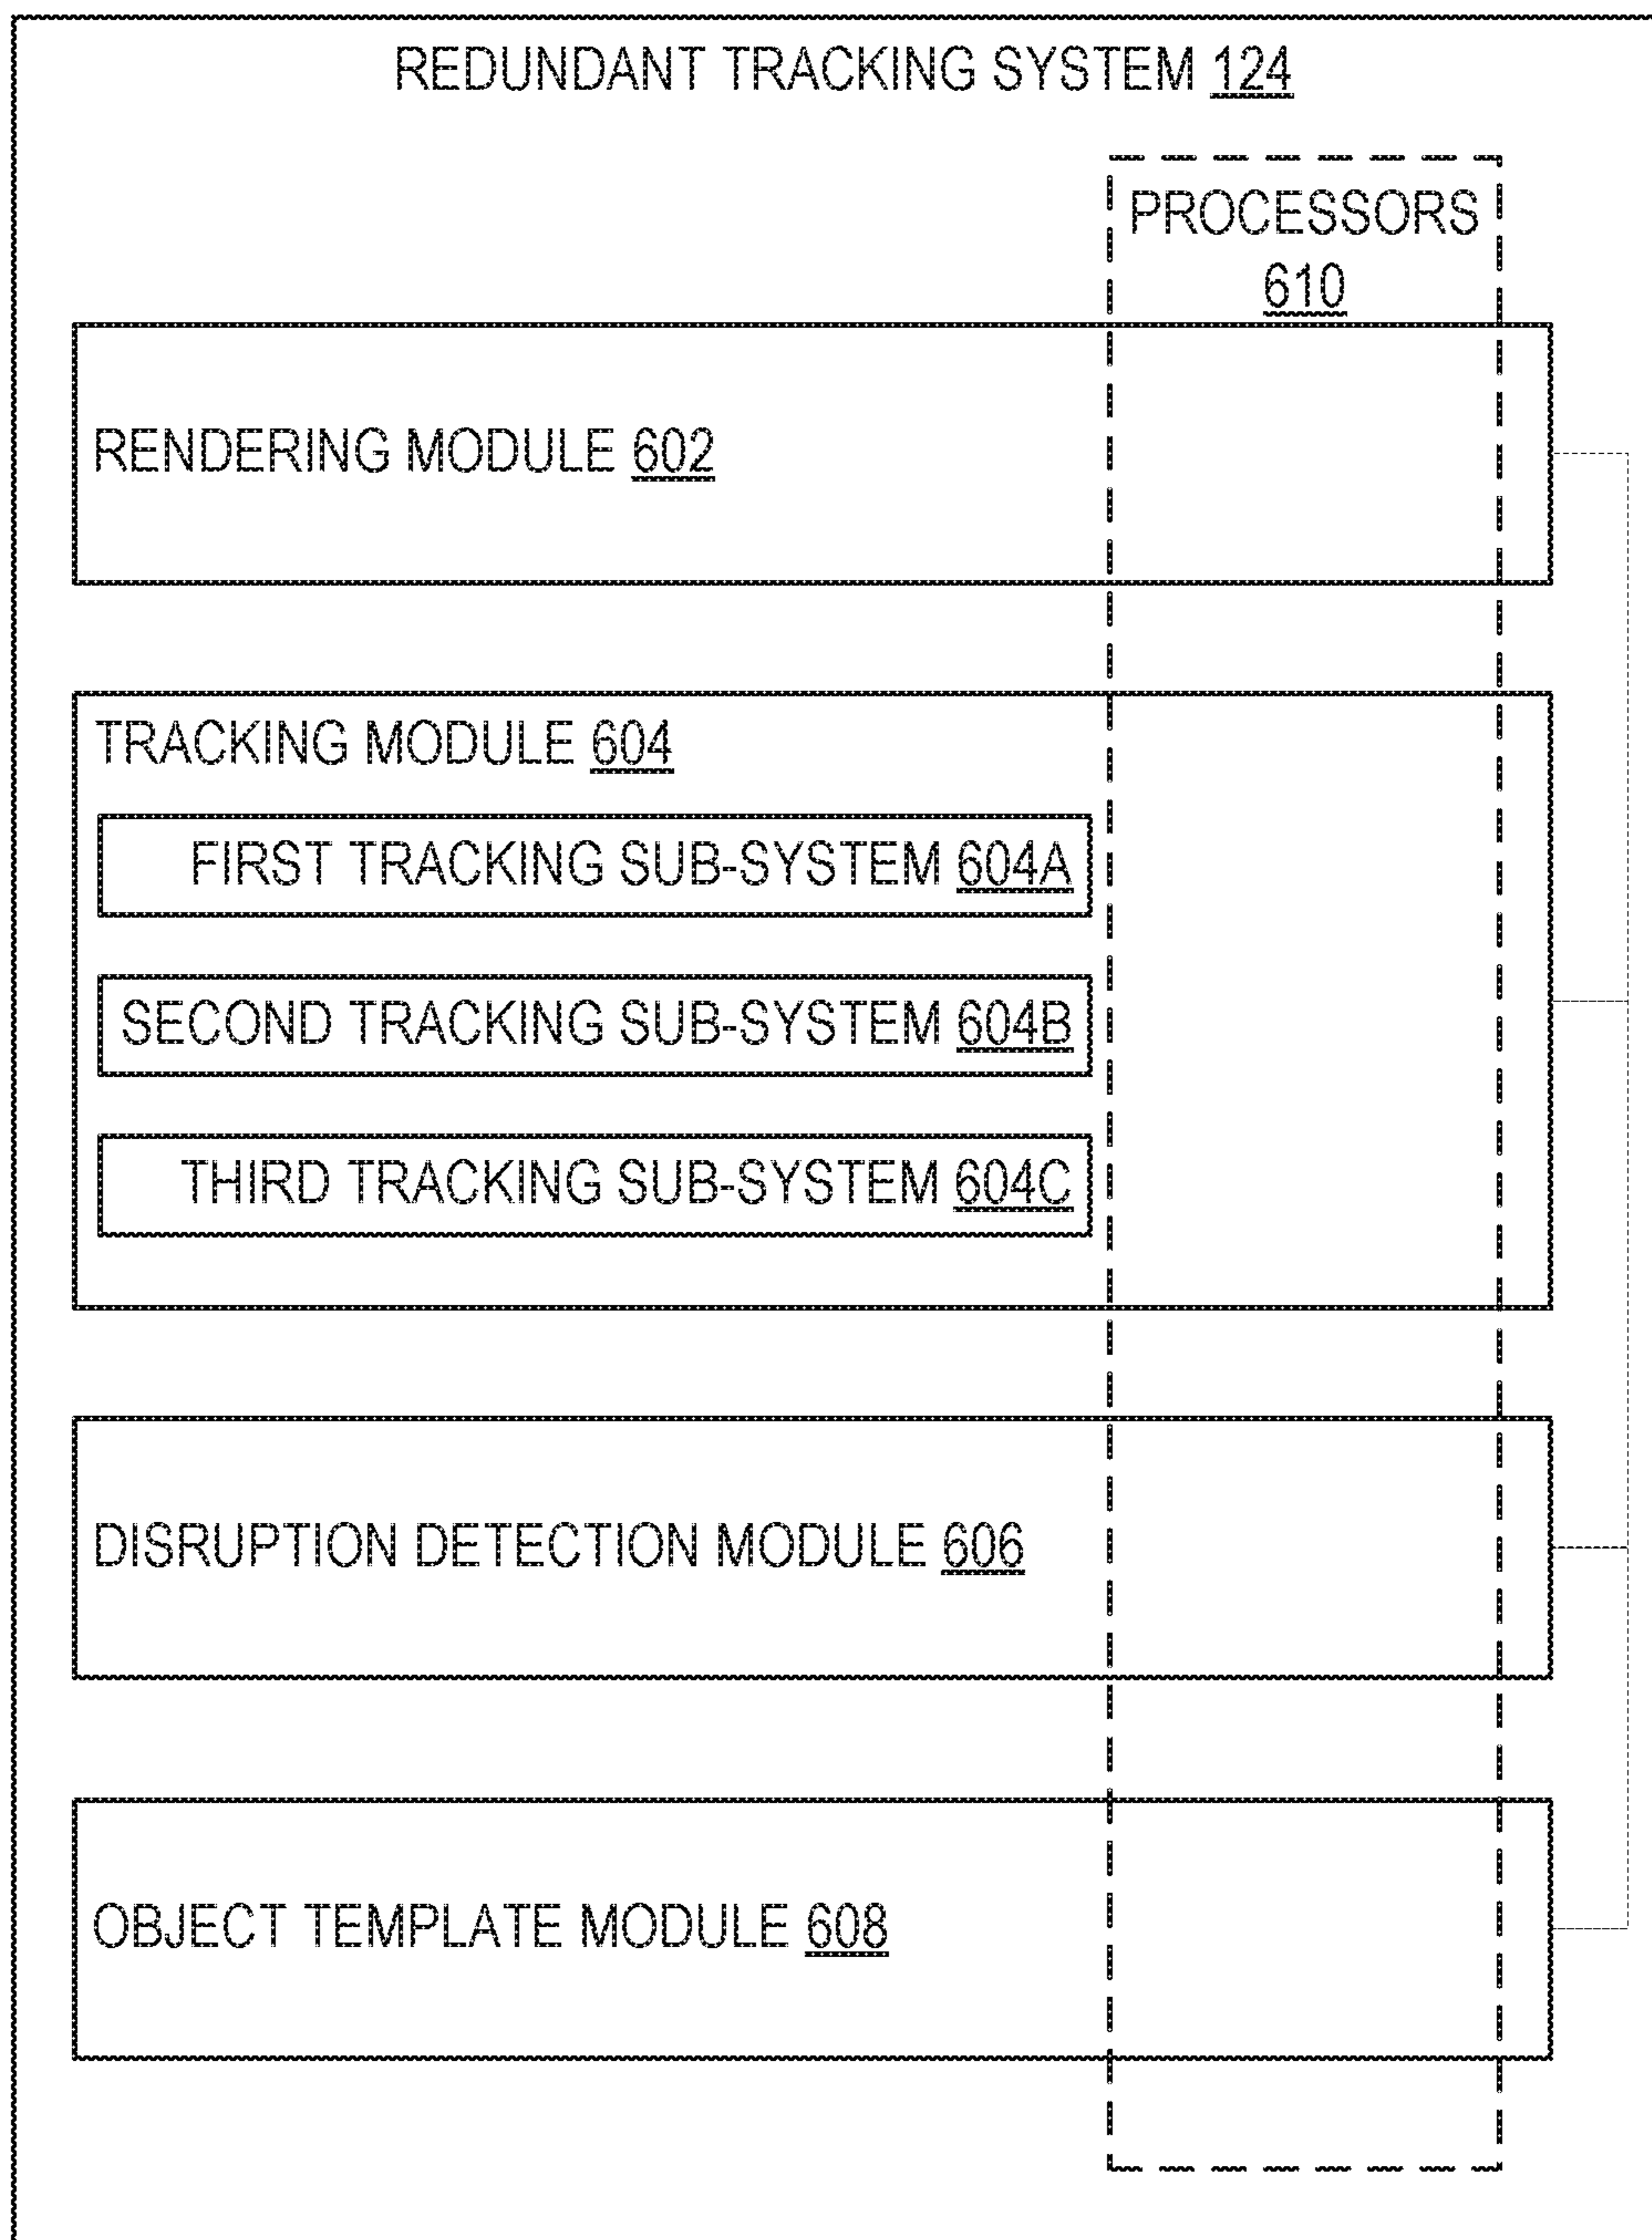 REDUNDANT TRACKING SYSTEM 124
PROCESSORS
610
RENDERING MODULE 602
TRACKING MODULE 604
FIRST TRACKING SUB-SYSTEM 604A
SECOND TRACKING SUB-SYSTEM 604B
THIRD TRACKING SUB-SYSTEM 604C
DISRUPTION DETECTION MODULE 606
OBJECT TEMPLATE MODULE 608